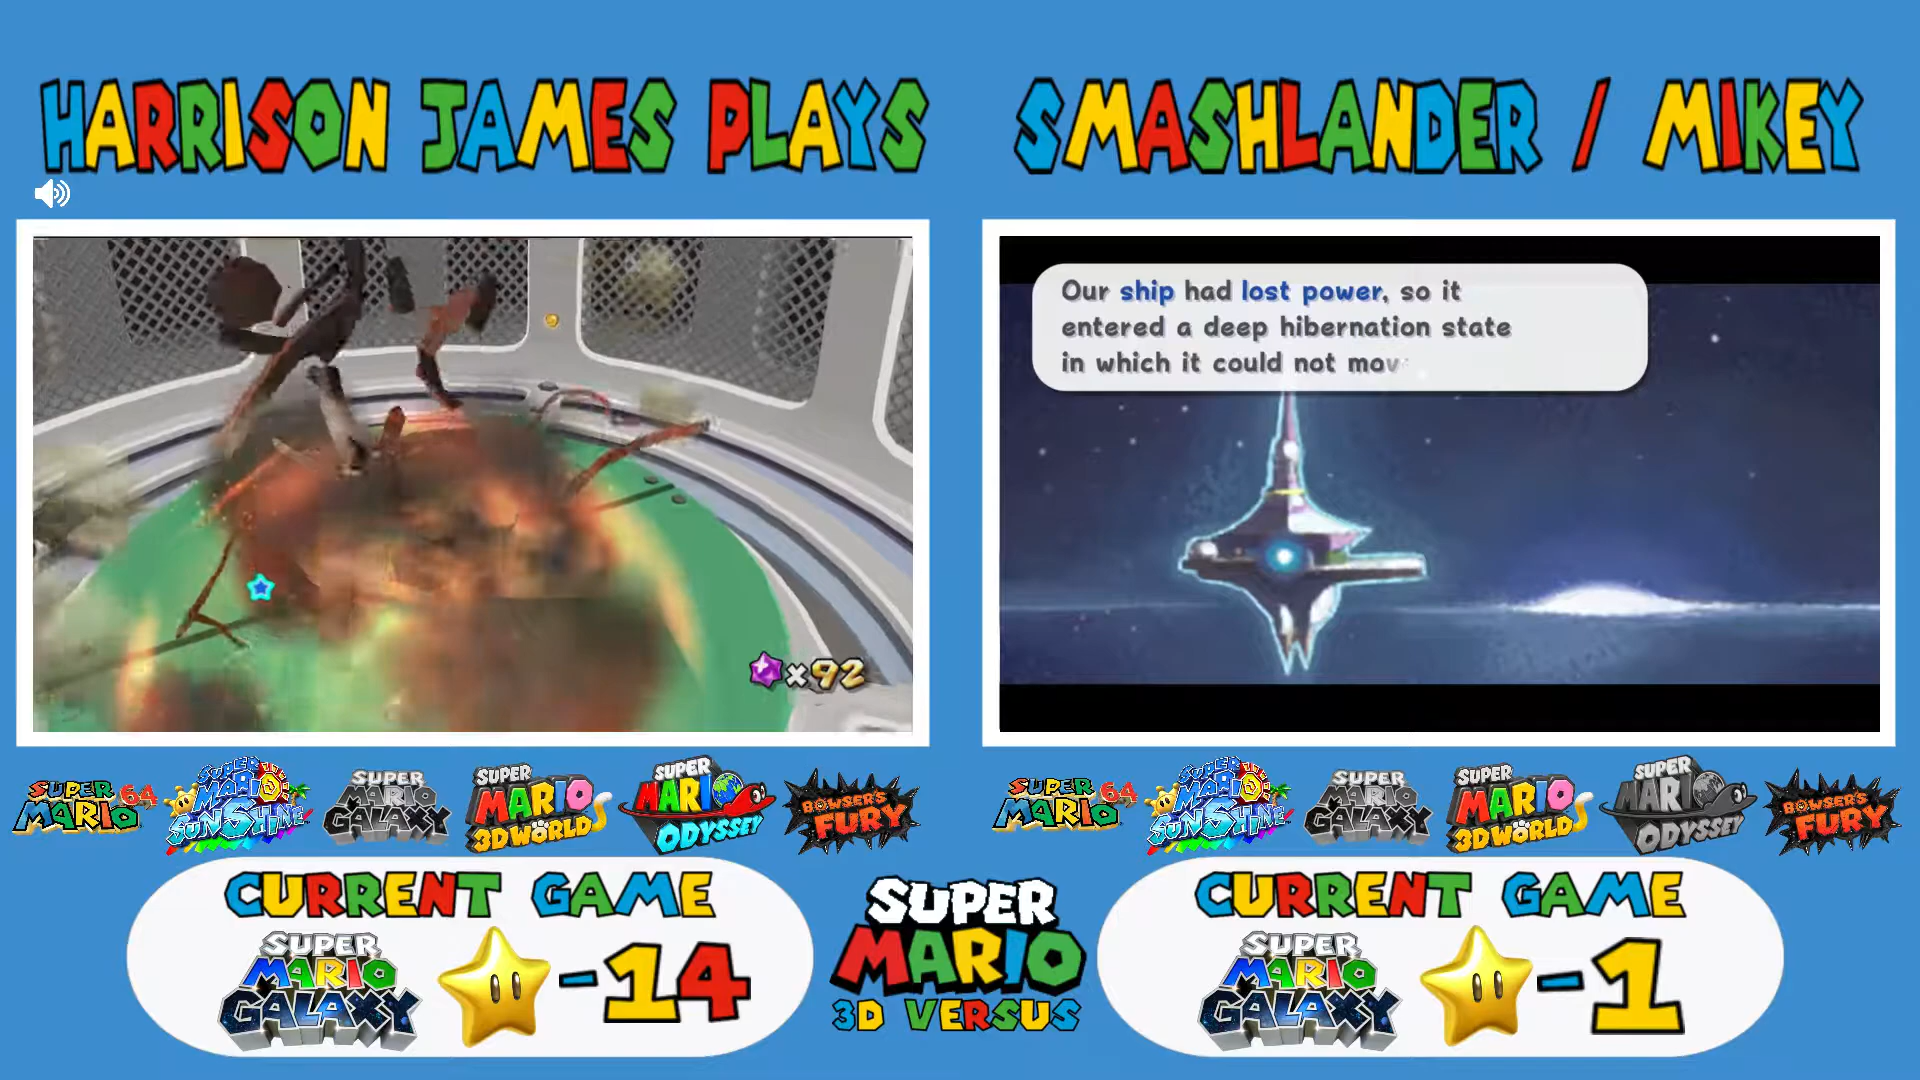 HARRISON JAMES PLAYS
SMASHLANDER / MIKEY
Our ship had lost power, so it
entered a deep hibernation state
in which it could not mov
×92
SUPER MARIO 64
SUPER MARIO SUNSHINE
SUPER MARIO GALAXY
SUPER MARIO 3D WORLD
SUPER MARIO ODYSSEY
BOWSER'S FURY
SUPER MARIO 64
SUPER MARIO SUNSHINE
SUPER MARIO GALAXY
SUPER MARIO 3D WORLD
SUPER MARIO ODYSSEY
BOWSER'S FURY
CURRENT GAME
SUPER MARIO GALAXY
-14
SUPER
MARIO
3D VERSUS
CURRENT GAME
SUPER MARIO GALAXY
-1